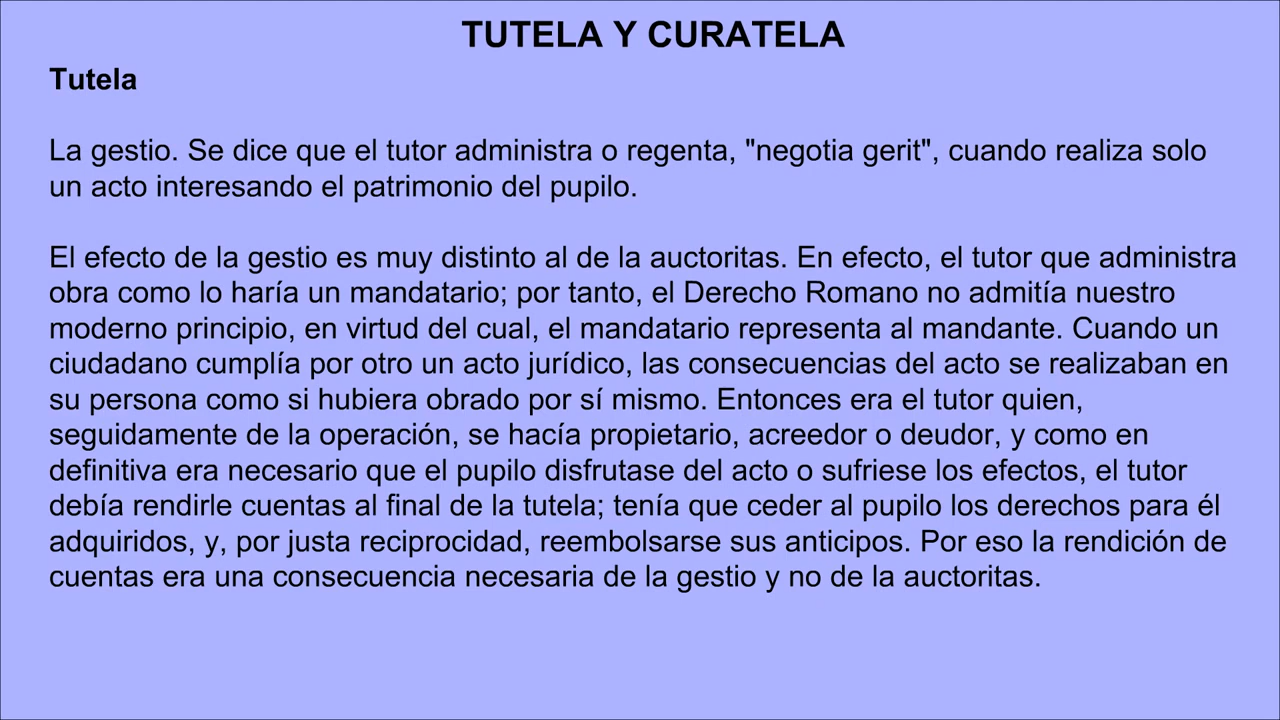 TUTELA Y CURATELA
Tutela
La gestio. Se dice que el tutor administra o regenta, "negotia gerit", cuando realiza solo
un acto interesando el patrimonio del pupilo.
El efecto de la gestio es muy distinto al de la auctoritas. En efecto, el tutor que administra
obra como lo haría un mandatario; por tanto, el Derecho Romano no admitía nuestro
moderno principio, en virtud del cual, el mandatario representa al mandante. Cuando un
ciudadano cumplía por otro un acto jurídico, las consecuencias del acto se realizaban en
su persona como si hubiera obrado por sí mismo. Entonces era el tutor quien,
seguidamente de la operación, se hacía propietario, acreedor o deudor, y como en
definitiva era necesario que el pupilo disfrutase del acto o sufriese los efectos, el tutor
debía rendirle cuentas al final de la tutela; tenía que ceder al pupilo los derechos para él
adquiridos, y, por justa reciprocidad, reembolsarse sus anticipos. Por eso la rendición de
cuentas era una consecuencia necesaria de la gestio y no de la auctoritas.